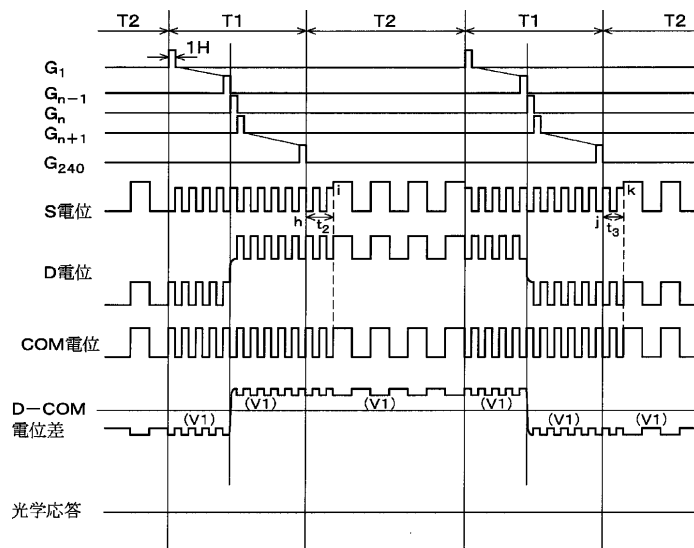 T2 T1 T2 T1 T2
1H
G1
Gn−1
Gn
Gn+1
G240
S電位
i k
h t2 j t3
D電位
COM電位
D−COM
電位差
(V1) (V1) (V1) (V1) (V1) (V1)
光学応答